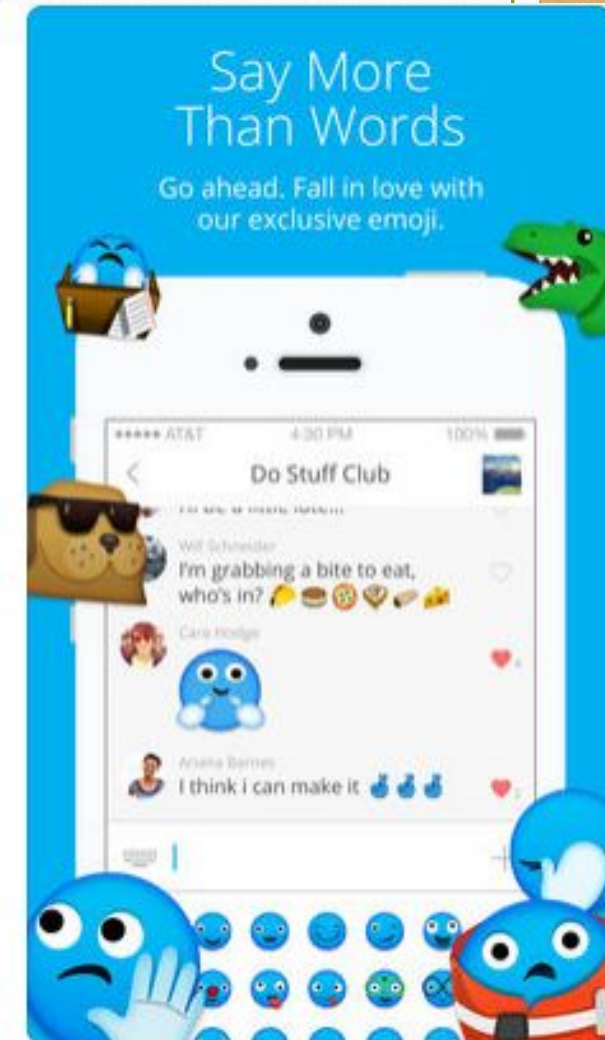 Say More
Than Words
Go ahead. Fall in love with
our exclusive emoji.
AT&T 4:30 PM 100%
Do Stuff Club
Will Schneider
I'm grabbing a bite to eat,
who's in?
Cara Hodge
Ariana Barnes
I think i can make it